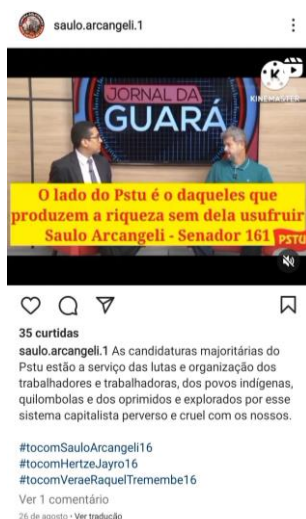 saulo.arcangeli.1
KINEMASTER
JORNAL DA
GUARÁ
O lado do Pstu é o daqueles que
produzem a riqueza sem dela usufruir
Saulo Arcangeli - Senador 161
PSTU
35 curtidas
saulo.arcangeli.1 As candidaturas majoritárias do
Pstu estão a serviço das lutas e organização dos
trabalhadores e trabalhadoras, dos povos indígenas,
quilombolas e dos oprimidos e explorados por esse
sistema capitalista perverso e cruel com os nossos.
#tocomSauloArcangeli16
#tocomHertzeJayro16
#tocomVeraeRaquelTremembe16
Ver 1 comentário
26 de agosto · Ver tradução